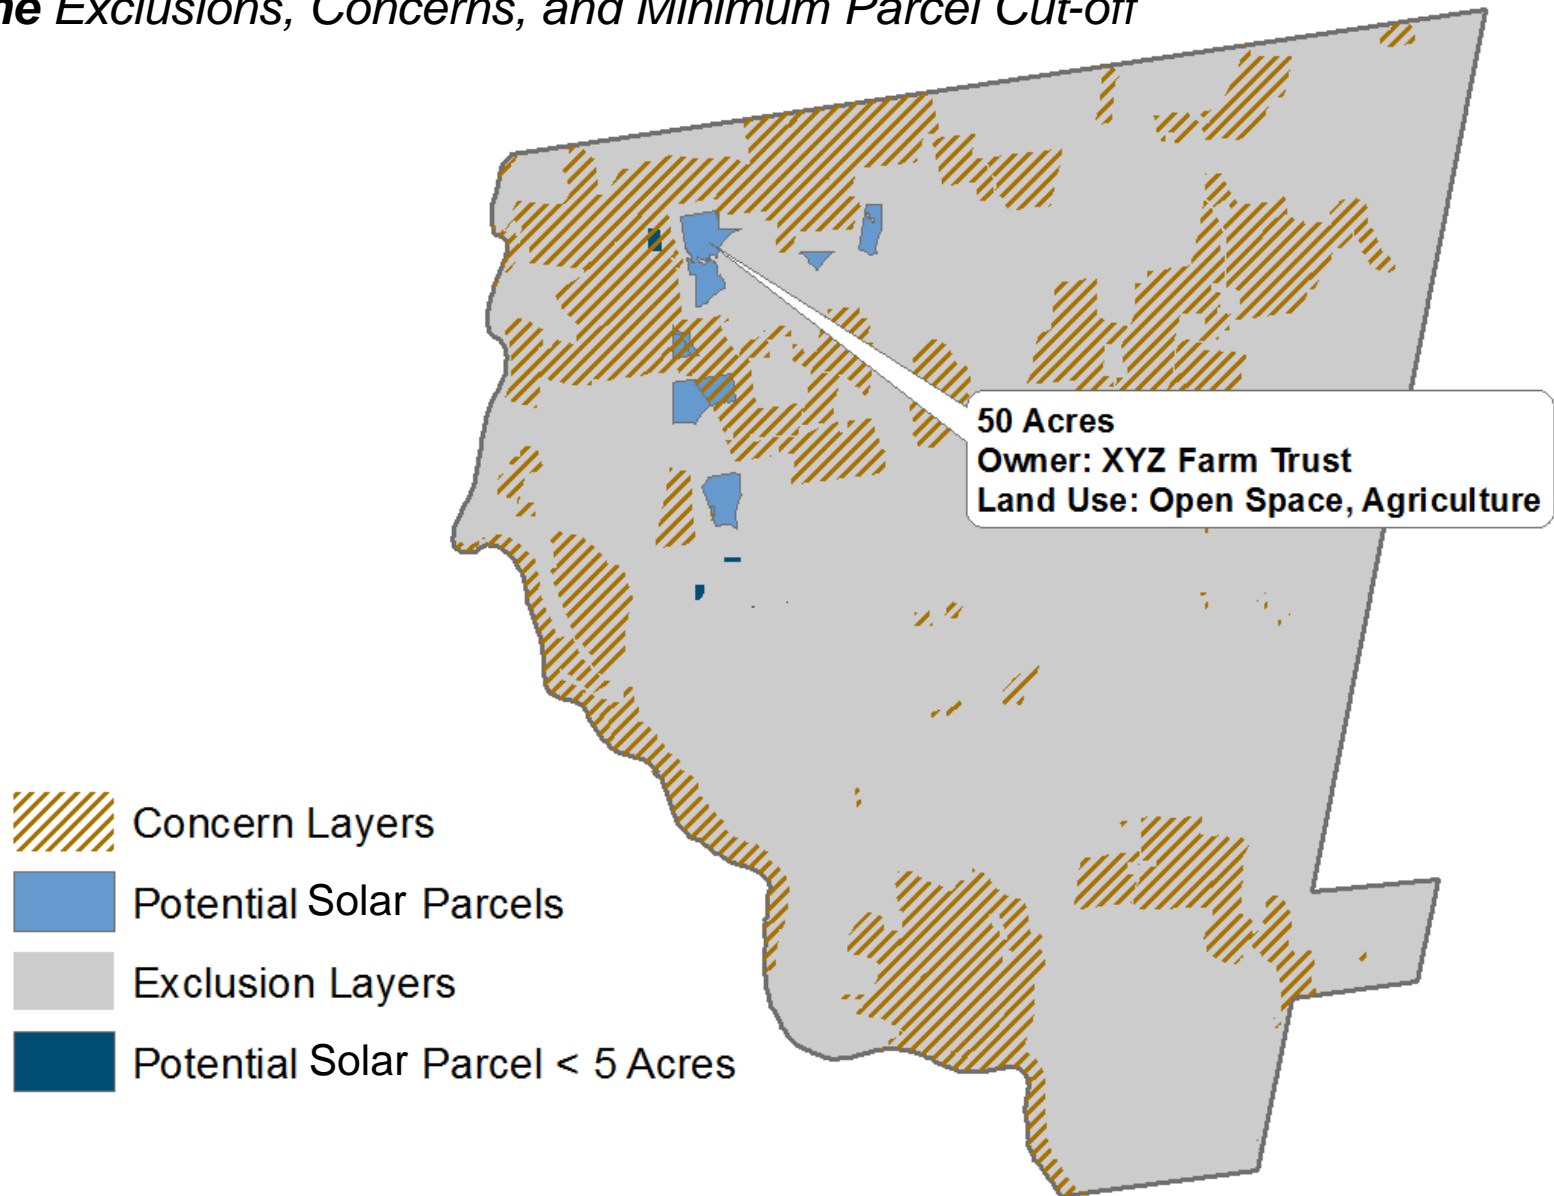 Exclusions, Concerns, and Minimum Parcel Cut-off
50 Acres
Owner: XYZ Farm Trust
Land Use: Open Space, Agriculture
Concern Layers
Potential Solar Parcels
Exclusion Layers
Potential Solar Parcel < 5 Acres